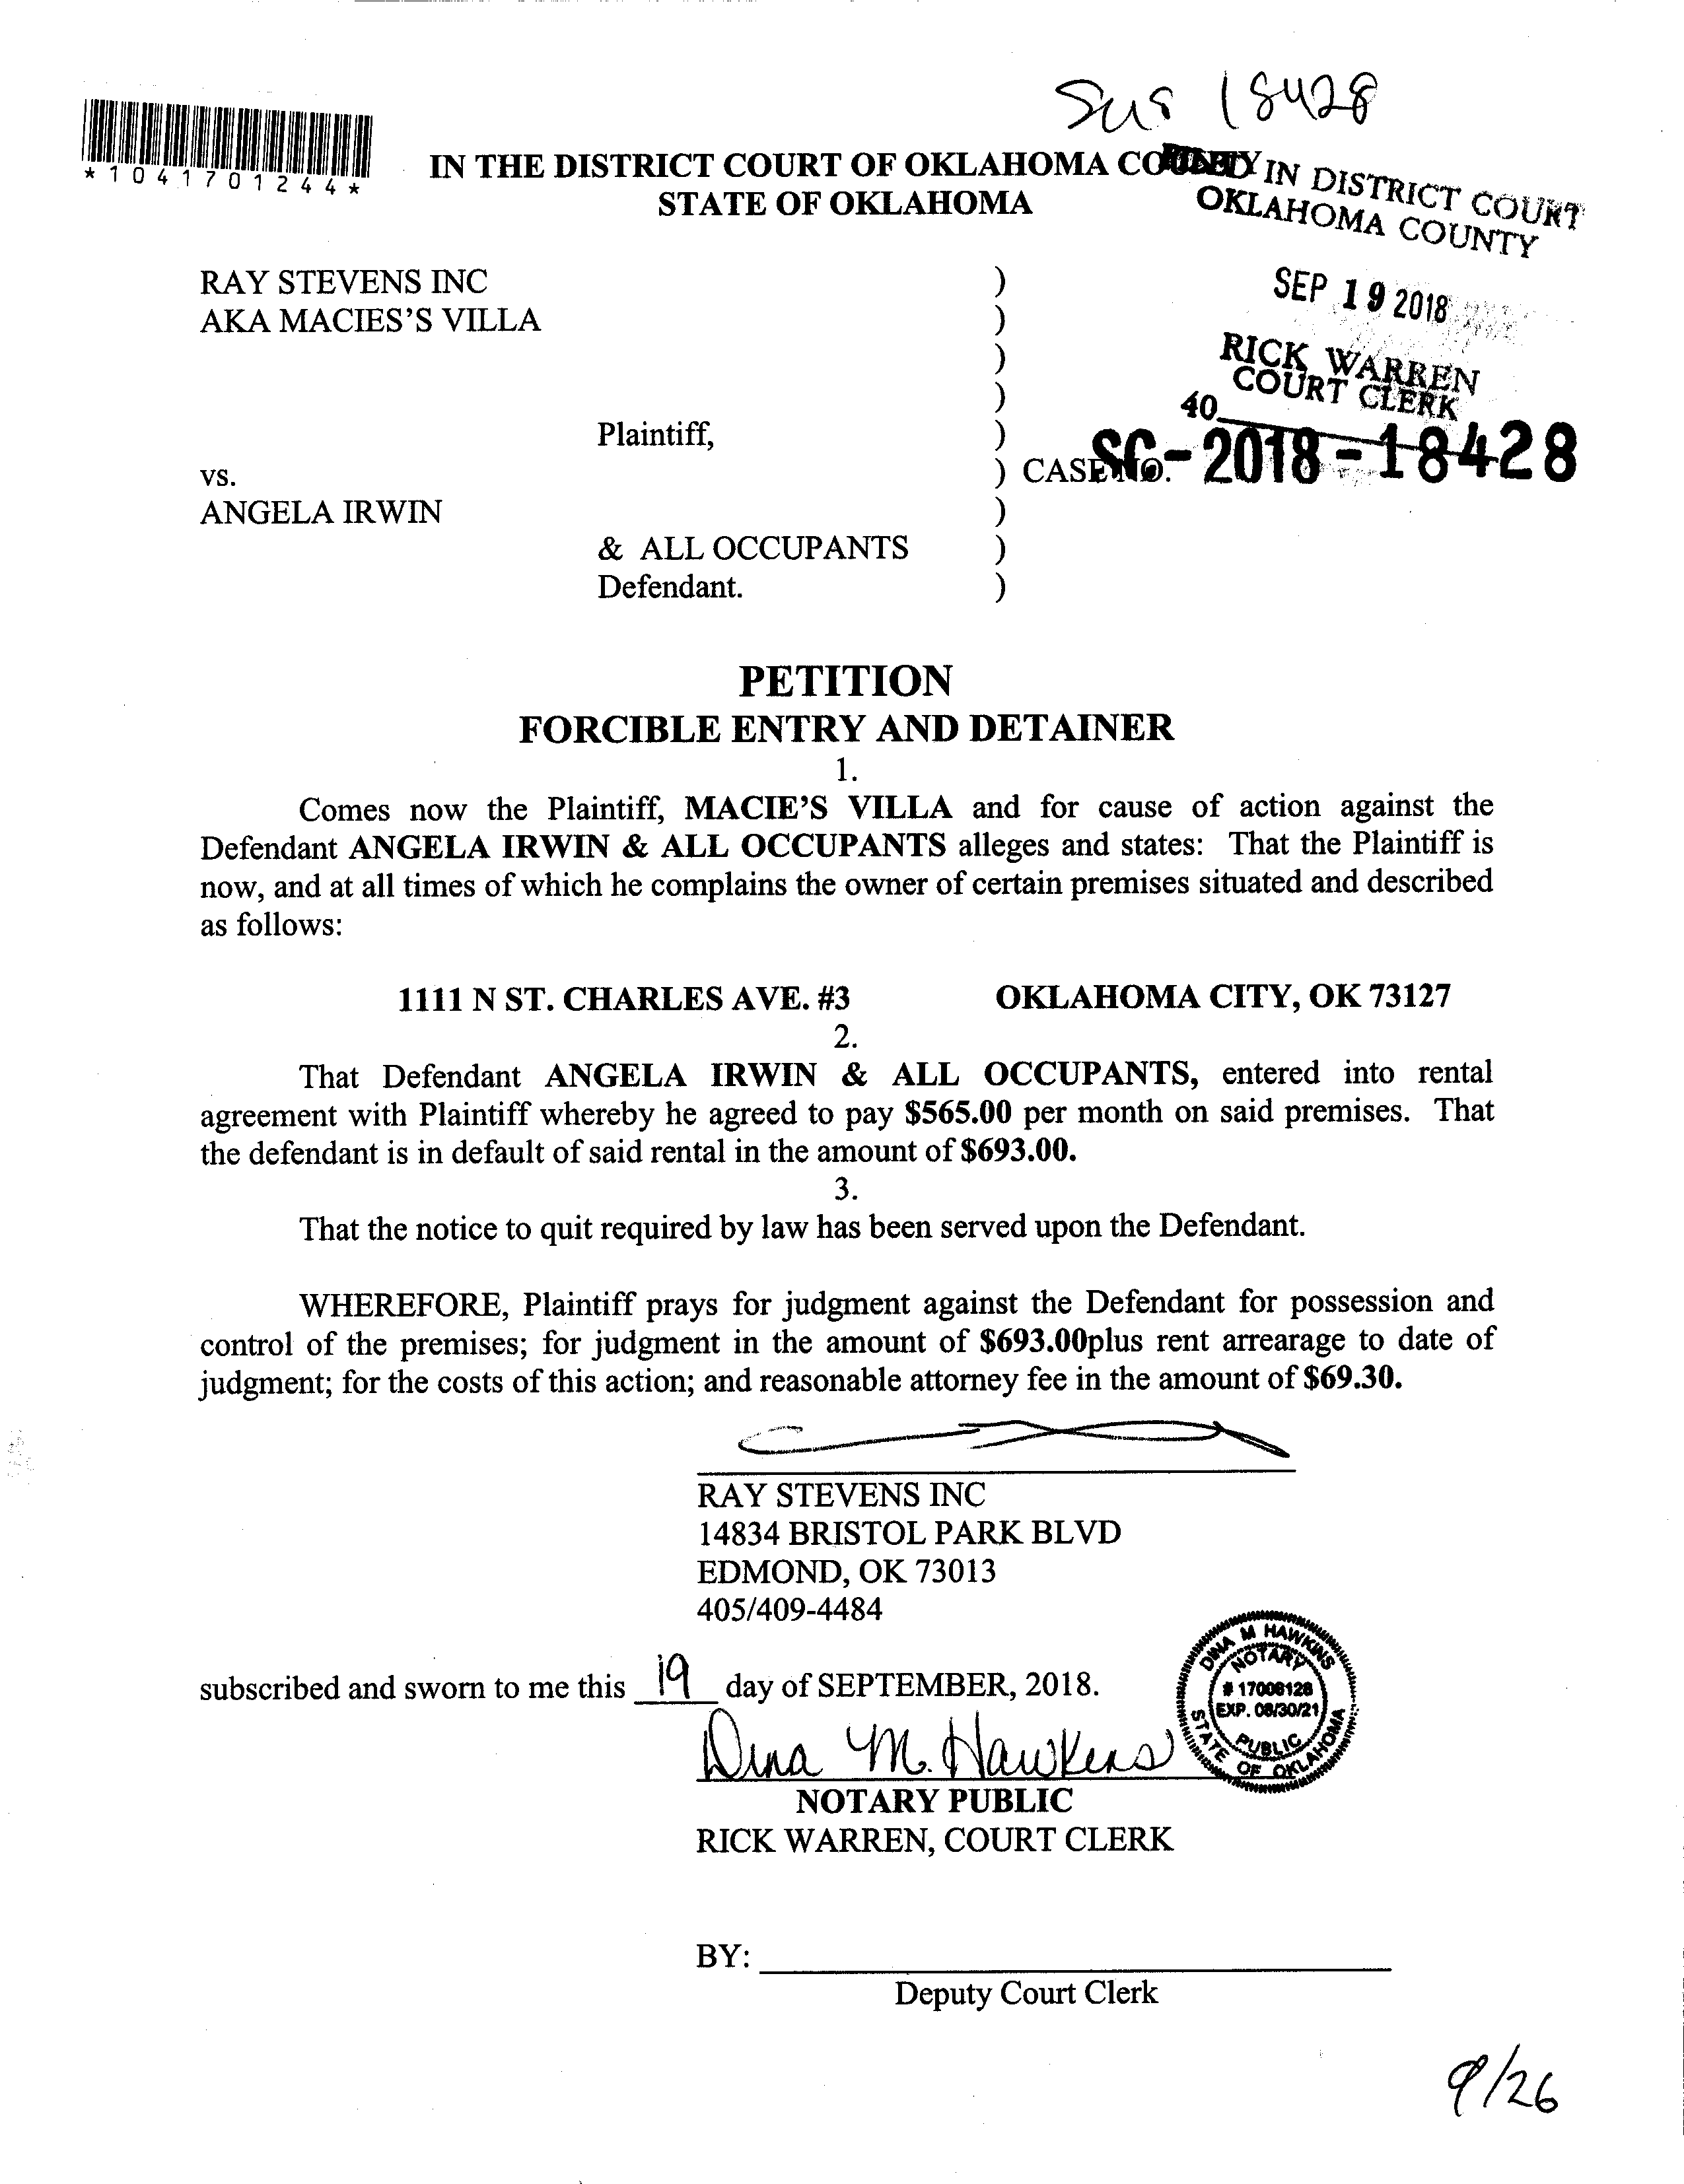 Sus 18428
*1041701244*
IN THE DISTRICT COURT OF OKLAHOMA COUNTY
STATE OF OKLAHOMA
FILED IN DISTRICT COURT
OKLAHOMA COUNTY
SEP 19 2018
RICK WARREN
COURT CLERK
40
RAY STEVENS INC )
AKA MACIES’S VILLA )
)
)
Plaintiff, )
vs. ) CASE NO. SC-2018-18428
ANGELA IRWIN )
& ALL OCCUPANTS )
Defendant. )
PETITION
FORCIBLE ENTRY AND DETAINER
1.
Comes now the Plaintiff, MACIE’S VILLA and for cause of action against the
Defendant ANGELA IRWIN & ALL OCCUPANTS alleges and states: That the Plaintiff is
now, and at all times of which he complains the owner of certain premises situated and described
as follows:
1111 N ST. CHARLES AVE. #3 OKLAHOMA CITY, OK 73127
2.
That Defendant ANGELA IRWIN & ALL OCCUPANTS, entered into rental
agreement with Plaintiff whereby he agreed to pay $565.00 per month on said premises. That
the defendant is in default of said rental in the amount of $693.00.
3.
That the notice to quit required by law has been served upon the Defendant.
WHEREFORE, Plaintiff prays for judgment against the Defendant for possession and
control of the premises; for judgment in the amount of $693.00plus rent arrearage to date of
judgment; for the costs of this action; and reasonable attorney fee in the amount of $69.30.
RAY STEVENS INC
14834 BRISTOL PARK BLVD
EDMOND, OK 73013
405/409-4484
subscribed and sworn to me this 19 day of SEPTEMBER, 2018.
DINA M HAWKINS
NOTARY
# 17008128
EXP. 08/30/21
PUBLIC
STATE OF OKLAHOMA
Dina M. Hawkins
NOTARY PUBLIC
RICK WARREN, COURT CLERK
BY:
Deputy Court Clerk
9/26